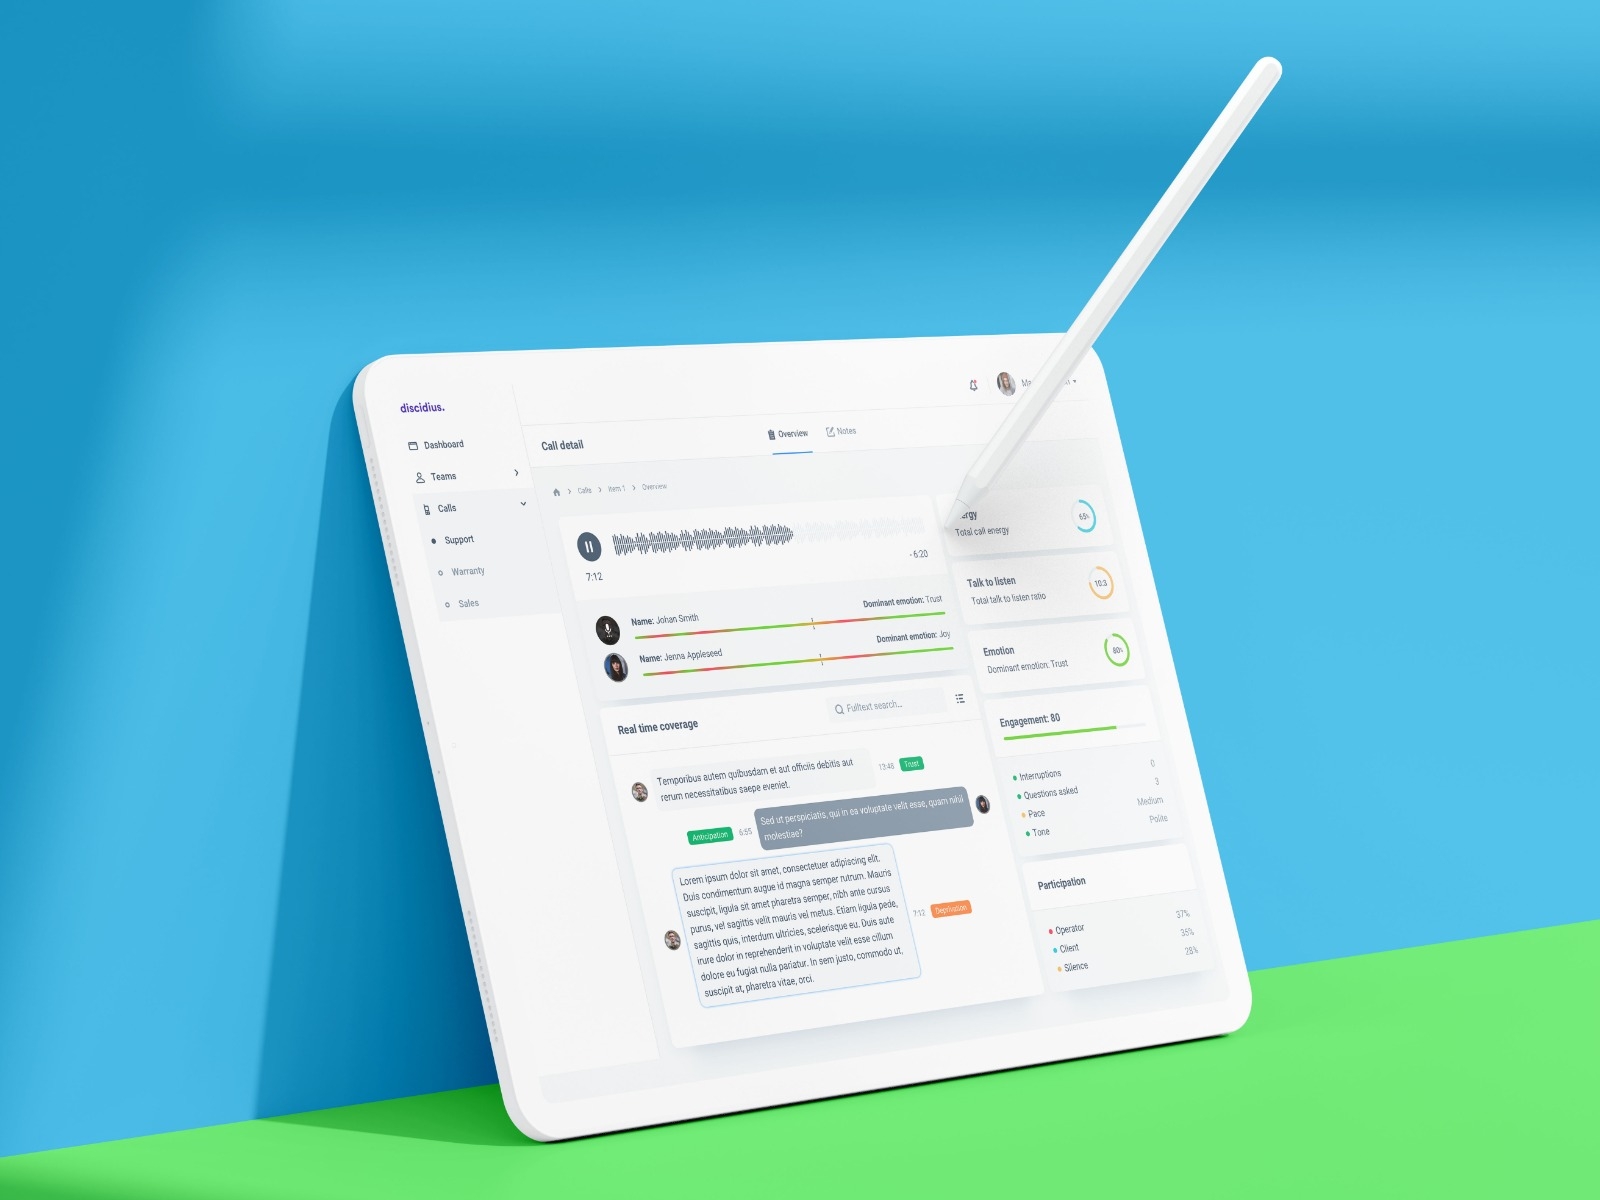 discidius.
Dashboard
Teams
Calls
Support
Warranty
Sales
Call detail
Overview
Notes
Calls
Item 1
Overview
7:12
- 6:20
Name: Johan Smith
Dominant emotion: Trust
Name: Jenna Appleseed
Dominant emotion: Joy
Real time coverage
Fulltext search...
Temporibus autem quibusdam et aut officiis debitis aut
rerum necessitatibus saepe eveniet.
13:46
Trust
Anticipation
6:55
Sed ut perspiciatis, qui in ea voluptate velit esse, quam nihil
molestiae?
Lorem ipsum dolor sit amet, consectetuer adipiscing elit.
Duis condimentum augue id magna semper rutrum. Mauris
suscipit, ligula sit amet pharetra semper, nibh ante cursus
purus, vel sagittis velit mauris vel metus. Etiam ligula pede,
sagittis quis, interdum ultricies, scelerisque eu. Duis aute
irure dolor in reprehenderit in voluptate velit esse cillum
dolore eu fugiat nulla pariatur. In sem justo, commodo ut,
suscipit at, pharetra vitae, orci.
7:12
Deprivation
Total call energy
65%
Talk to listen
Total talk to listen ratio
10:3
Emotion
Dominant emotion: Trust
80%
Engagement: 80
Interruptions
0
Questions asked
3
Pace
Medium
Tone
Polite
Participation
Operator
37%
Client
35%
Silence
28%